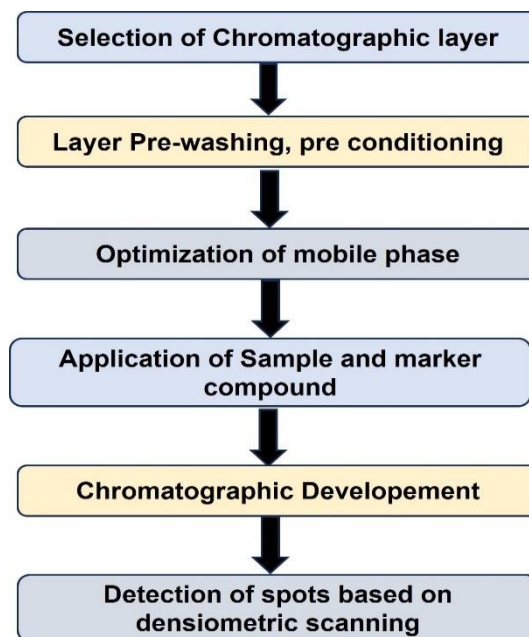 Selection of Chromatographic layer
Layer Pre-washing, pre conditioning
Optimization of mobile phase
Application of Sample and marker
compound
Chromatographic Developement
Detection of spots based on
densiometric scanning